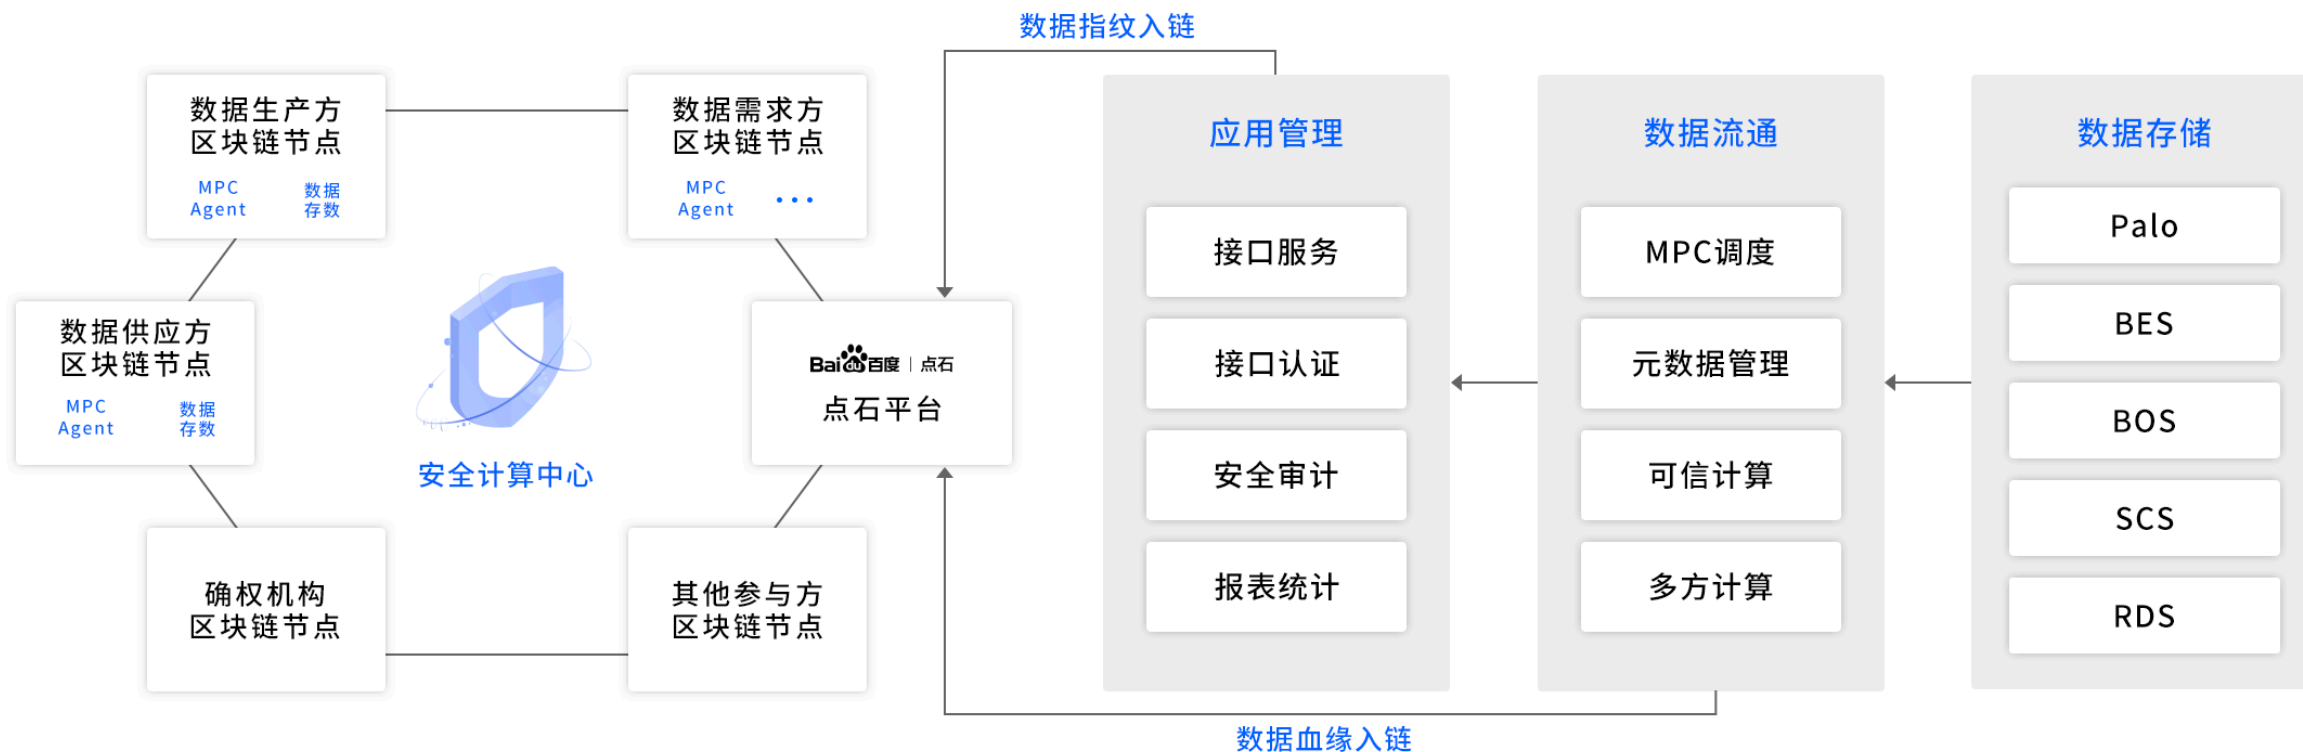 数据指纹入链
数据生产方
区块链节点
MPC
Agent
数据
存数
数据需求方
区块链节点
MPC
Agent
...
数据供应方
区块链节点
MPC
Agent
数据
存数
安全计算中心
Baidu百度 | 点石
点石平台
确权机构
区块链节点
其他参与方
区块链节点
应用管理
接口服务
接口认证
安全审计
报表统计
数据流通
MPC调度
元数据管理
可信计算
多方计算
数据存储
Palo
BES
BOS
SCS
RDS
数据血缘入链